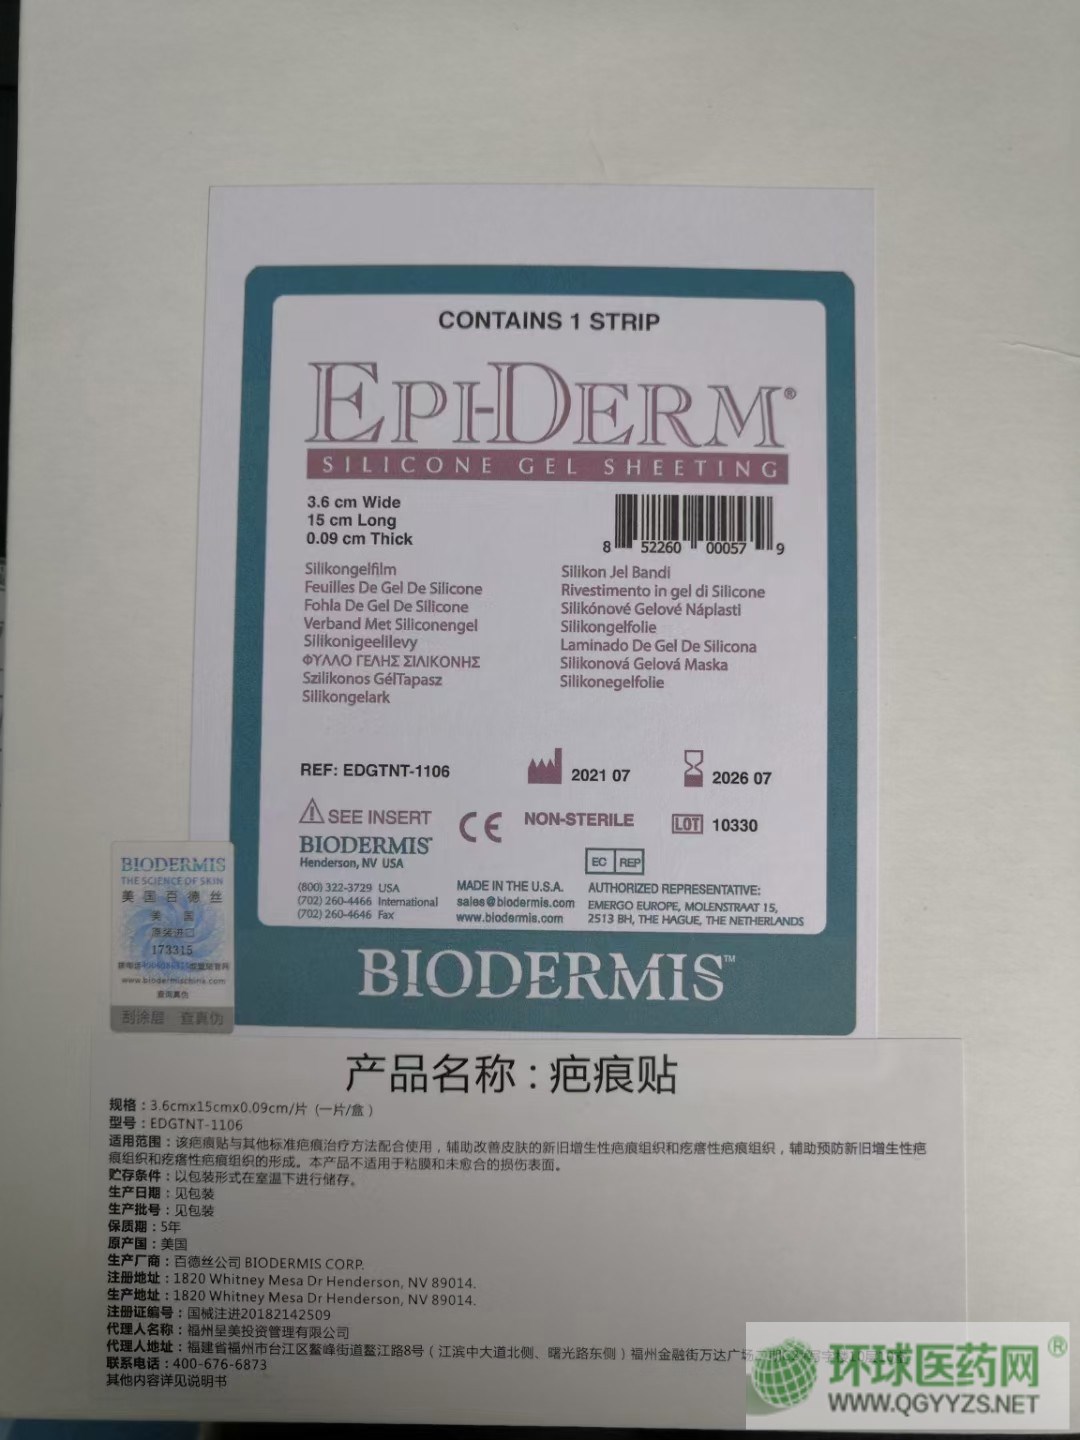 CONTAINS 1 STRIP
EPI-DERM®
SILICONE GEL SHEETING
3.6 cm Wide
15 cm Long
0.09 cm Thick
8 52260 00057 9
Silikongelfilm
Feuilles De Gel De Silicone
Fohla De Gel De Silicone
Verband Met Siliconengel
Silikonigeelilevy
ΦΥΛΛΟ ΓΕΛΗΣ ΣΙΛΙΚΟΝΗΣ
Szilikonos GélTapasz
Silikongelark
Silikon Jel Bandi
Rivestimento in gel di Silicone
Silikónové Gelové Náplasti
Silikongelfolie
Laminado De Gel De Silicona
Silikonová Gelová Maska
Silikonegelfolie
REF: EDGTNT-1106
2021 07
2026 07
SEE INSERT
CE
NON-STERILE
LOT 10330
BIODERMIS™
Henderson, NV USA
EC REP
(800) 322-3729 USA
(702) 260-4466 International
(702) 260-4646 Fax
MADE IN THE U.S.A.
sales@biodermis.com
www.biodermis.com
AUTHORIZED REPRESENTATIVE:
EMERGO EUROPE, MOLENSTRAAT 15,
2513 BH, THE HAGUE, THE NETHERLANDS
BIODERMIS™
BIODERMIS
THE SCIENCE OF SKIN
美国百德丝
美国
原装进口
173315
www.biodermischina.com
查询真伪
刮涂层 查真伪
产品名称:疤痕贴
规格:3.6cmx15cmx0.09cm/片 (一片/盒)
型号:EDGTNT-1106
适用范围:该疤痕贴与其他标准疤痕治疗方法配合使用,辅助改善皮肤的新旧增生性疤痕组织和疙瘩性疤痕组织,辅助预防新旧增生性疤
痕组织和疙瘩性疤痕组织的形成。本产品不适用于粘膜和未愈合的损伤表面。
贮存条件:以包装形式在室温下进行储存。
生产日期:见包装
生产批号:见包装
保质期:5年
原产国:美国
生产厂商:百德丝公司 BIODERMIS CORP.
注册地址:1820 Whitney Mesa Dr Henderson, NV 89014.
生产地址:1820 Whitney Mesa Dr Henderson, NV 89014.
注册证编号:国械注进20182142509
代理人名称:福州呈美投资管理有限公司
代理人地址:福建省福州市台江区鳌峰街道鳌江路8号(江滨中大道北侧、曙光路东侧)福州金融街万达广场
联系电话:400-676-6873
其他内容详见说明书
环球医药网®
WWW.QGYYZS.NET